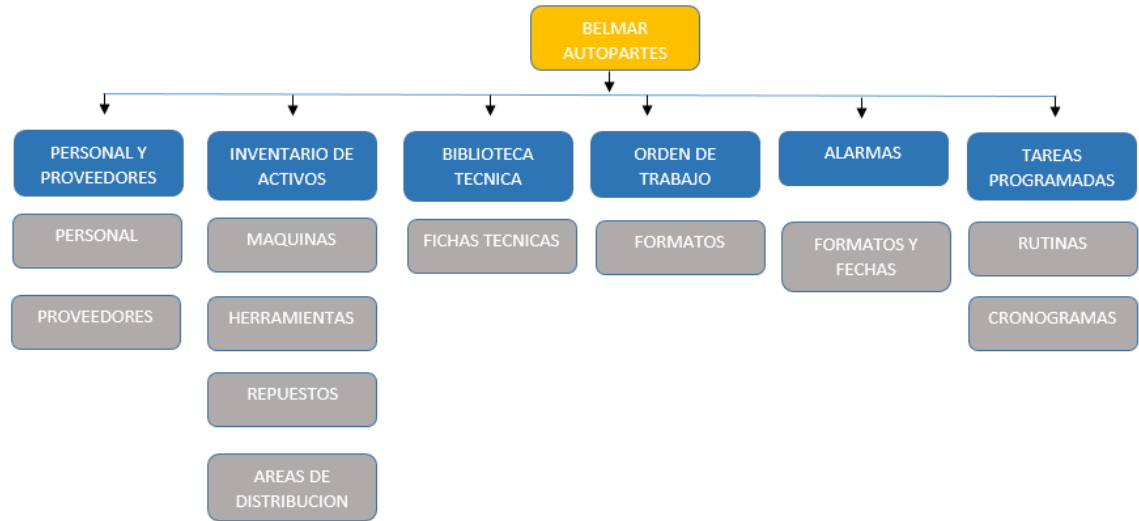 BELMAR
AUTOPARTES
PERSONAL Y
PROVEEDORES
INVENTARIO DE
ACTIVOS
BIBLIOTECA
TECNICA
ORDEN DE
TRABAJO
ALARMAS
TAREAS
PROGRAMADAS
PERSONAL
MAQUINAS
FICHAS TECNICAS
FORMATOS
FORMATOS Y
FECHAS
RUTINAS
PROVEEDORES
HERRAMIENTAS
CRONOGRAMAS
REPUESTOS
AREAS DE
DISTRIBUCION